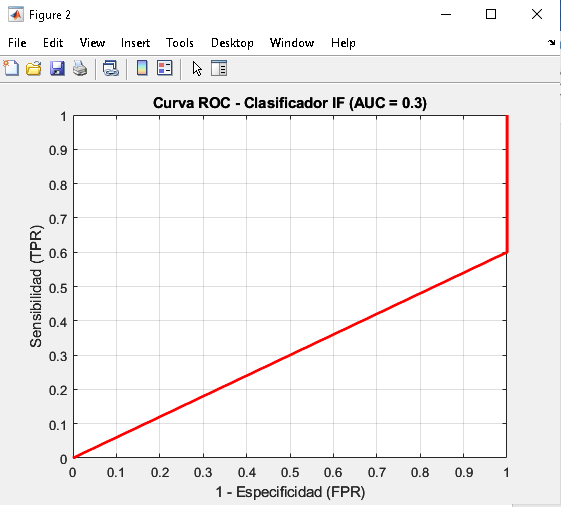 Figure 2
File Edit View Insert Tools Desktop Window Help
Curva ROC - Clasificador IF (AUC = 0.3)
1
0.9
0.8
0.7
0.6
0.5
0.4
0.3
0.2
0.1
0
Sensibilidad (TPR)
0 0.1 0.2 0.3 0.4 0.5 0.6 0.7 0.8 0.9 1
1 - Especificidad (FPR)